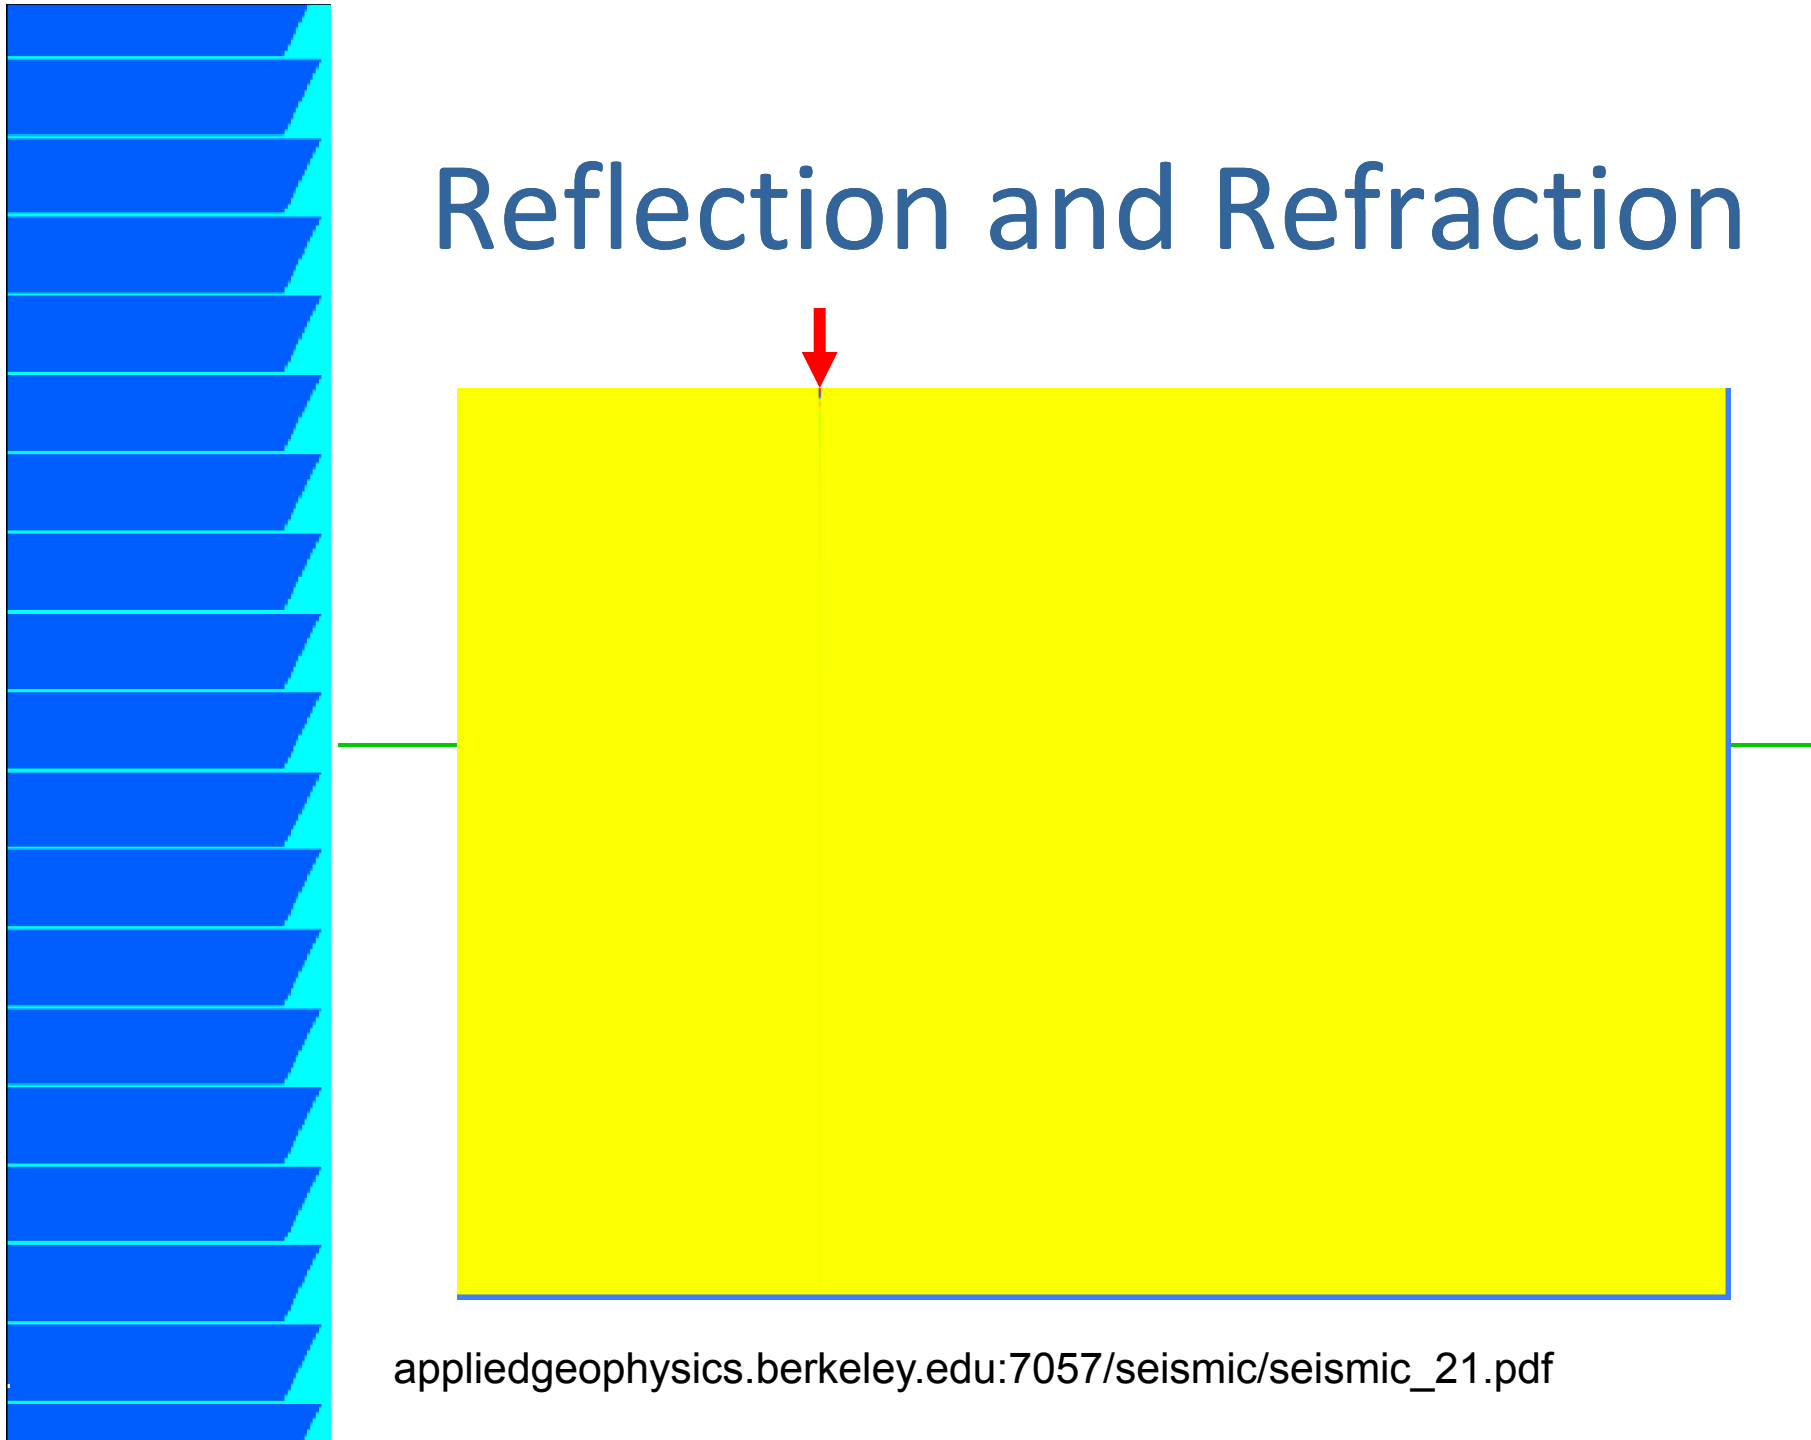 Reflection and Refraction
appliedgeophysics.berkeley.edu:7057/seismic/seismic_21.pdf